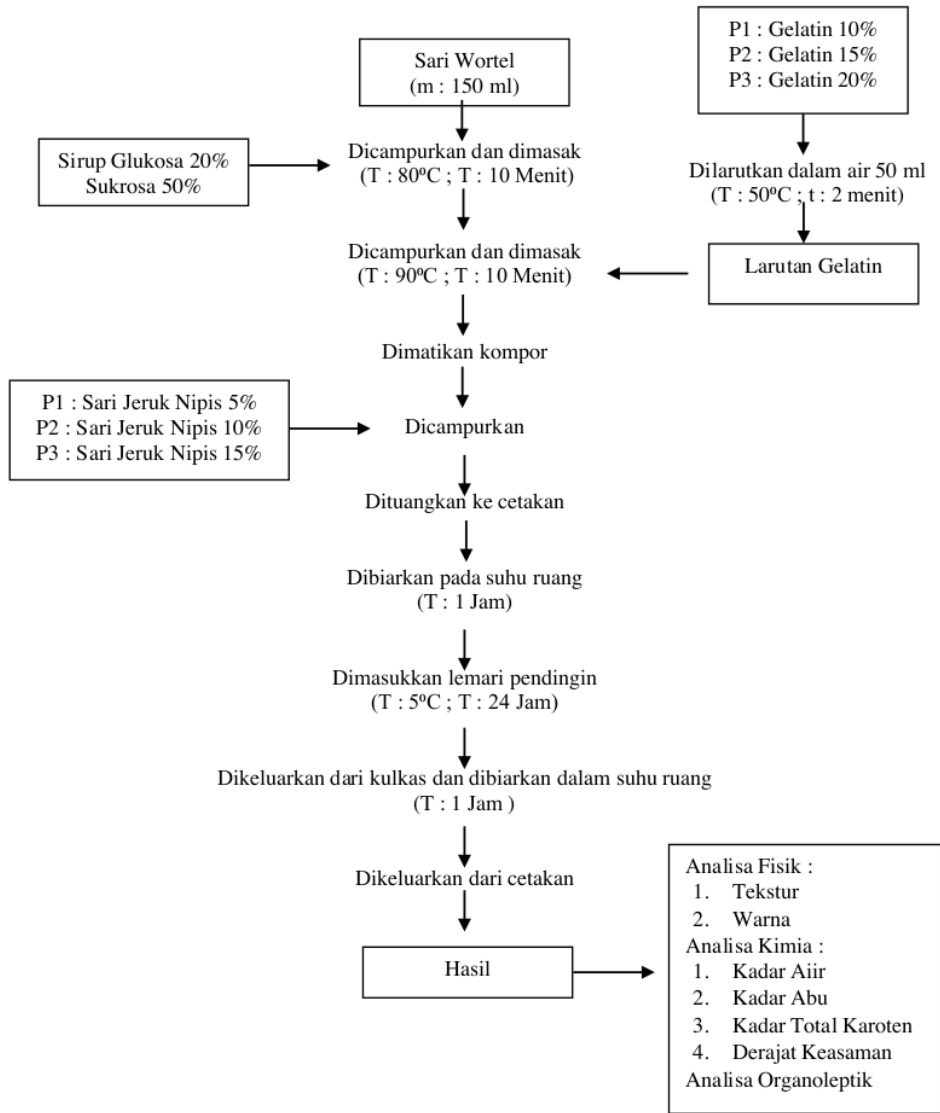 P1 : Gelatin 10%
P2 : Gelatin 15%
P3 : Gelatin 20%
Sari Wortel
(m : 150 ml)
Sirup Glukosa 20%
Sukrosa 50%
Dicampurkan dan dimasak
(T : 80⁰C ; T : 10 Menit)
Dilarutkan dalam air 50 ml
(T : 50⁰C ; t : 2 menit)
Dicampurkan dan dimasak
(T : 90⁰C ; T : 10 Menit)
Larutan Gelatin
Dimatikan kompor
P1 : Sari Jeruk Nipis 5%
P2 : Sari Jeruk Nipis 10%
P3 : Sari Jeruk Nipis 15%
Dicampurkan
Dituangkan ke cetakan
Dibiarkan pada suhu ruang
(T : 1 Jam)
Dimasukkan lemari pendingin
(T : 5⁰C ; T : 24 Jam)
Dikeluarkan dari kulkas dan dibiarkan dalam suhu ruang
(T : 1 Jam )
Dikeluarkan dari cetakan
Hasil
Analisa Fisik :
1. Tekstur
2. Warna
Analisa Kimia :
1. Kadar Aiir
2. Kadar Abu
3. Kadar Total Karoten
4. Derajat Keasaman
Analisa Organoleptik